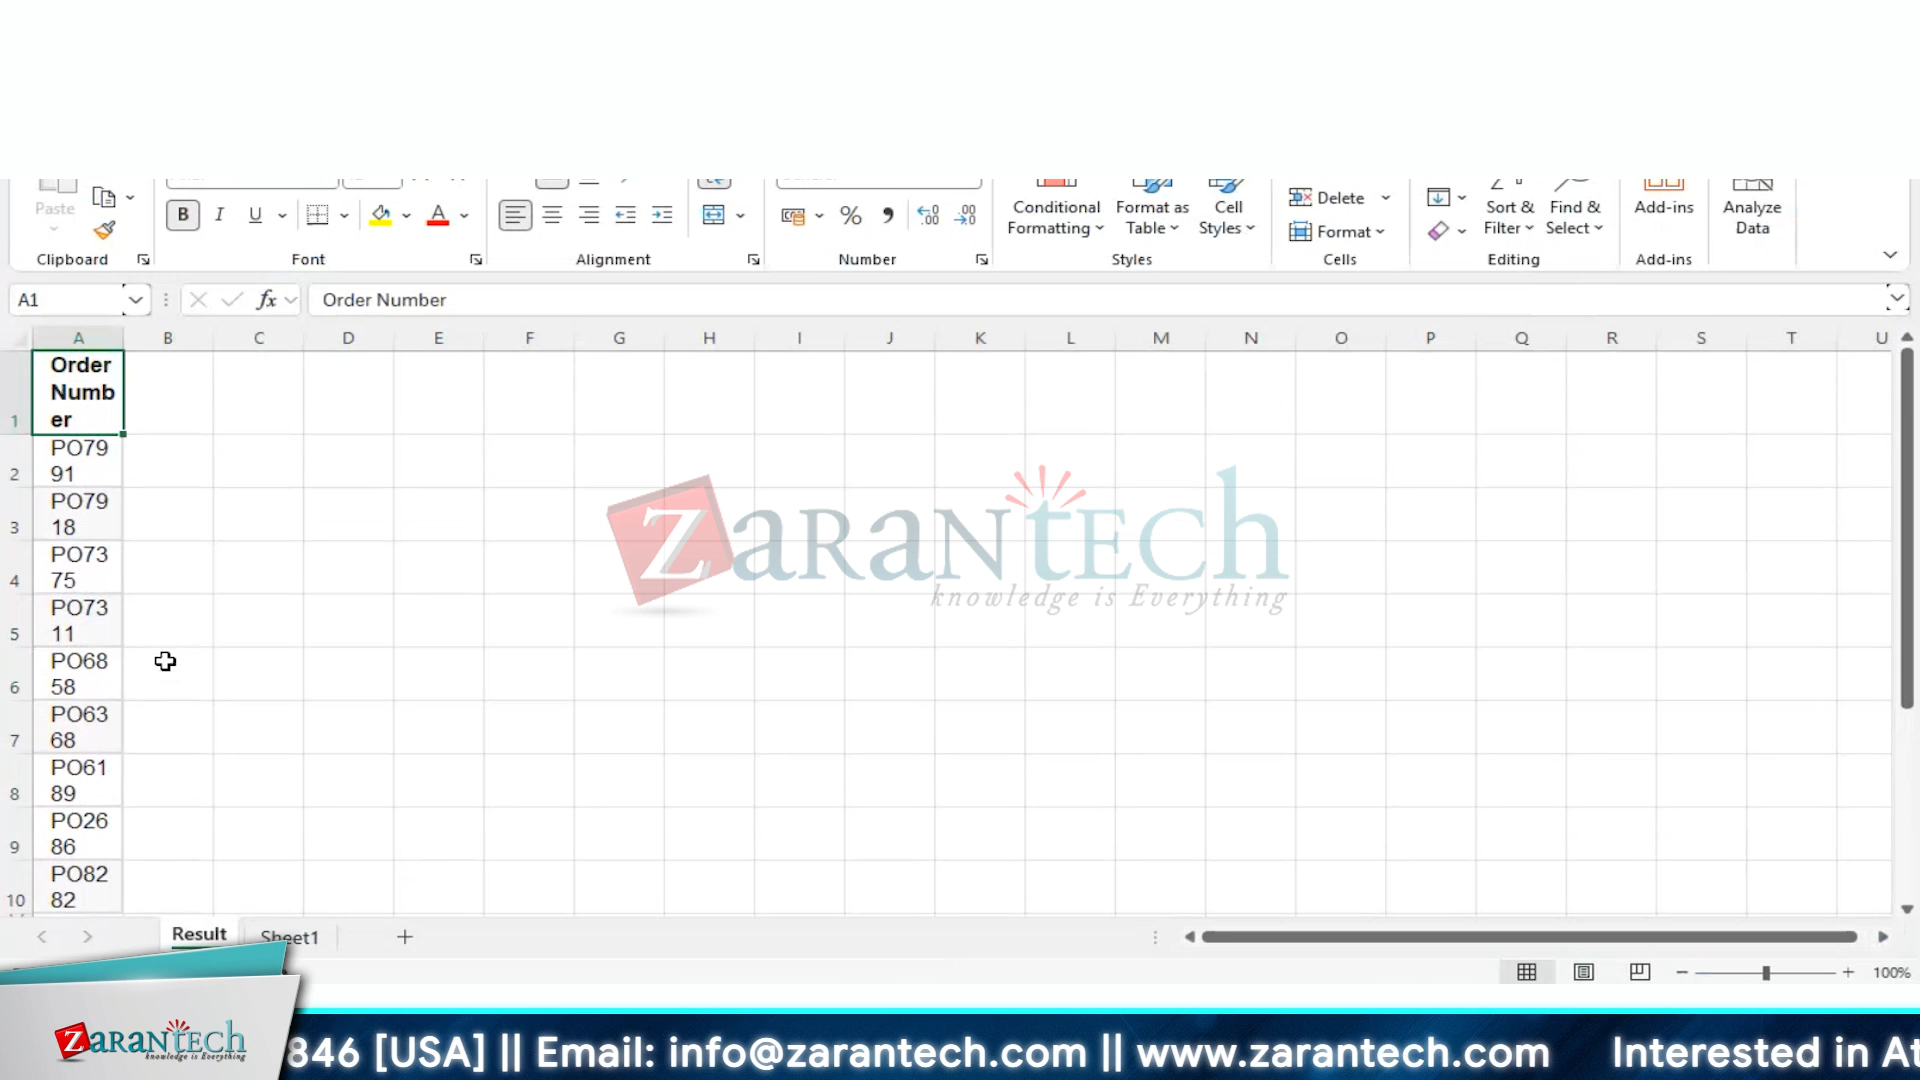 Paste
Delete
Conditional
Formatting
Format as
Table
Cell
Styles
Format
Sort &
Filter
Find &
Select
Add-ins
Analyze
Data
B I U A
Clipboard
Font
Alignment
Number
Styles
Cells
Editing
Add-ins
A1
fx
Order Number
A B C D E F G H I J K L M N O P Q R S T U
1
Order
Numb
er
2
PO79
91
3
PO79
18
4
PO73
75
5
PO73
11
6
PO68
58
7
PO63
68
8
PO61
89
9
PO26
86
10
PO82
82
ZARANTECH
knowledge is Everything
Result
Sheet1
100%
ZARANTECH
knowledge is Everything
846 [USA] || Email: info@zarantech.com || www.zarantech.com
Interested in